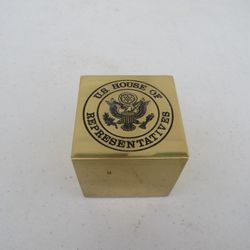 U.S. HOUSE OF
REPRESENTATIVES